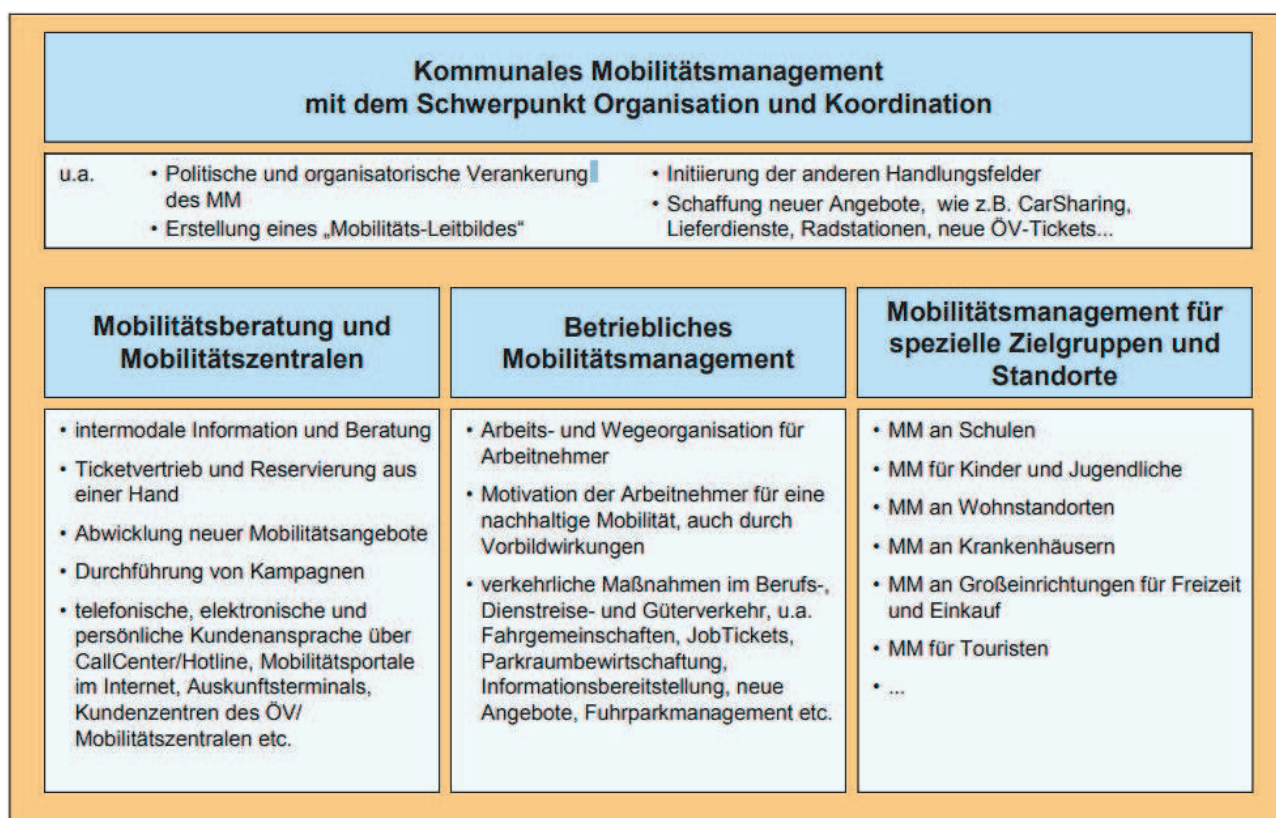 Kommunales Mobilitätsmanagement
mit dem Schwerpunkt Organisation und Koordination
u.a.
• Politische und organisatorische Verankerung
des MM
• Erstellung eines „Mobilitäts-Leitbildes“
• Initiierung der anderen Handlungsfelder
• Schaffung neuer Angebote, wie z.B. CarSharing,
Lieferdienste, Radstationen, neue ÖV-Tickets...
Mobilitätsberatung und
Mobilitätszentralen
• intermodale Information und Beratung
• Ticketvertrieb und Reservierung aus
einer Hand
• Abwicklung neuer Mobilitätsangebote
• Durchführung von Kampagnen
• telefonische, elektronische und
persönliche Kundenansprache über
CallCenter/Hotline, Mobilitätsportale
im Internet, Auskunftsterminals,
Kundenzentren des ÖV/
Mobilitätszentralen etc.
Betriebliches
Mobilitätsmanagement
• Arbeits- und Wegeorganisation für
Arbeitnehmer
• Motivation der Arbeitnehmer für eine
nachhaltige Mobilität, auch durch
Vorbildwirkungen
• verkehrliche Maßnahmen im Berufs-,
Dienstreise- und Güterverkehr, u.a.
Fahrgemeinschaften, JobTickets,
Parkraumbewirtschaftung,
Informationsbereitstellung, neue
Angebote, Fuhrparkmanagement etc.
Mobilitätsmanagement für
spezielle Zielgruppen und
Standorte
• MM an Schulen
• MM für Kinder und Jugendliche
• MM an Wohnstandorten
• MM an Krankenhäusern
• MM an Großeinrichtungen für Freizeit
und Einkauf
• MM für Touristen
• ...